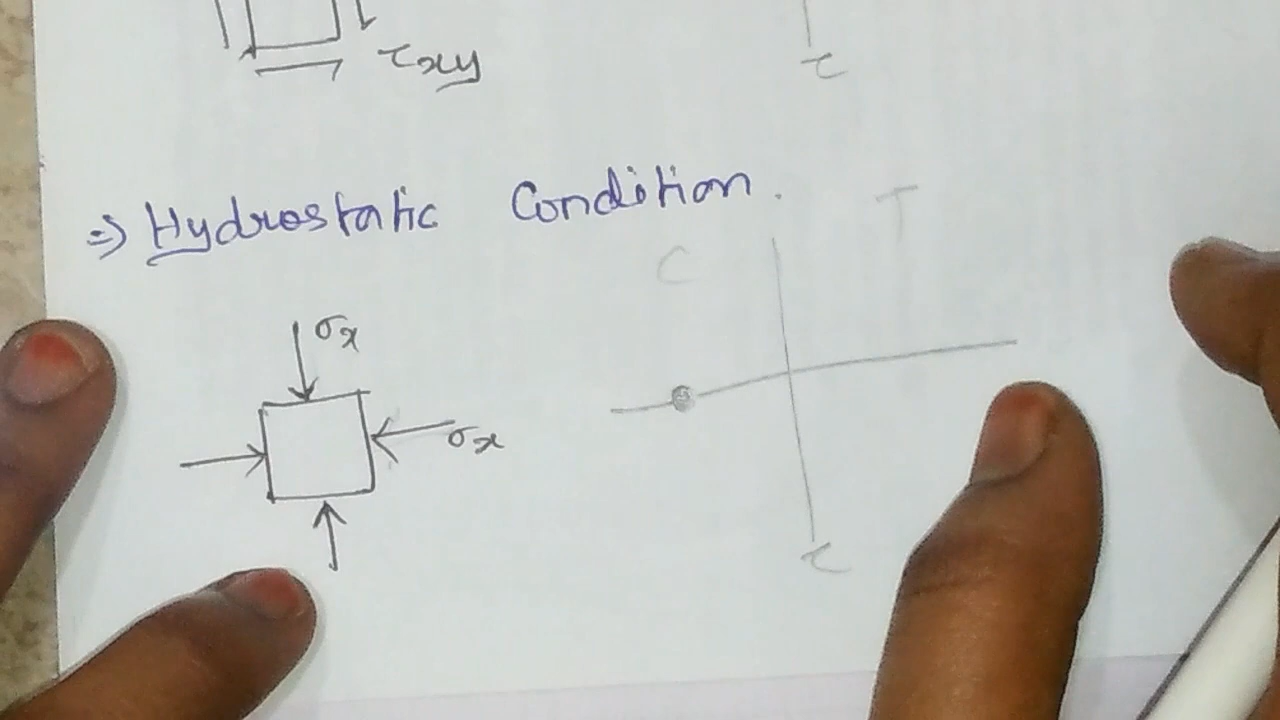 τxy
τ
⇒ Hydrostatic Condition.
T
C
σx
σx
τ